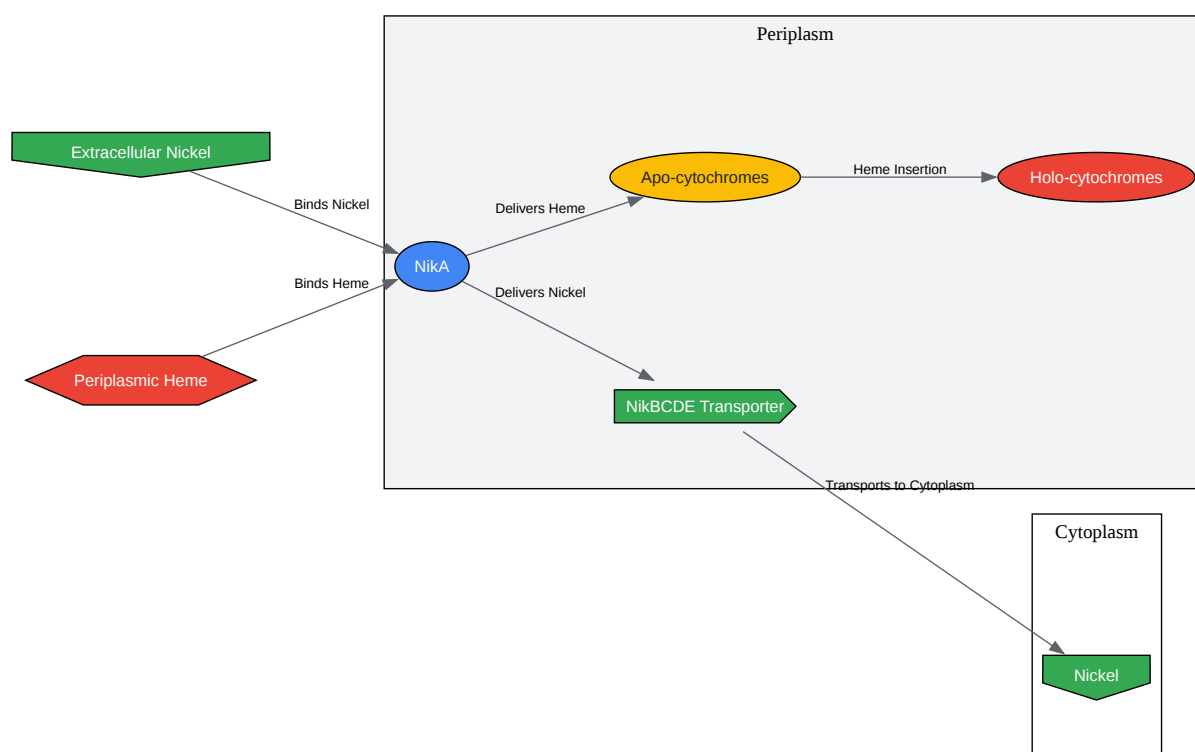 Periplasm
Extracellular Nickel
Binds Nickel
Periplasmic Heme
Binds Heme
NikA
Delivers Heme
Apo-cytochromes
Heme Insertion
Holo-cytochromes
Delivers Nickel
NikBCDE Transporter
Transports to Cytoplasm
Cytoplasm
Nickel